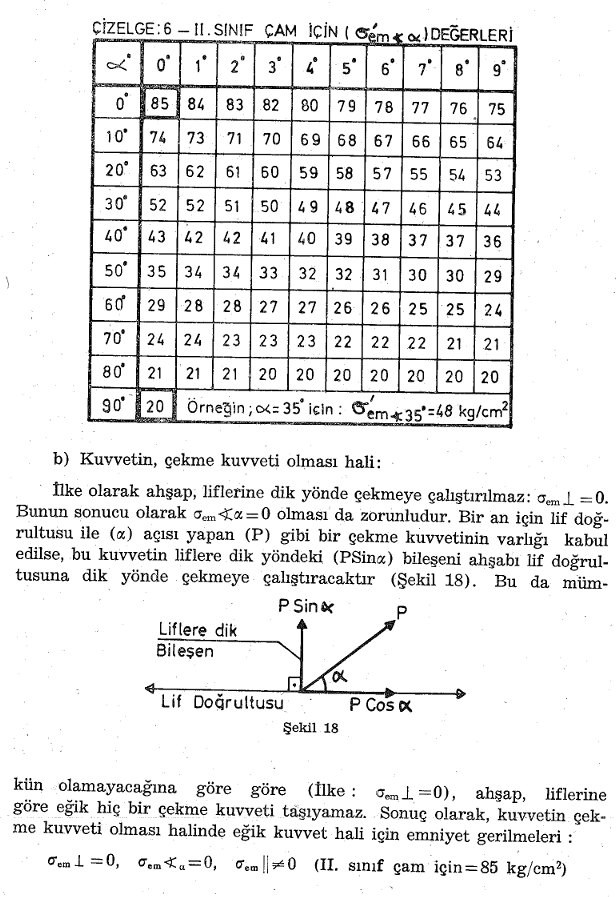 ÇİZELGE: 6 – II. SINIF ÇAM İÇİN ( σ′em ∢ α ) DEĞERLERİ
α° 0° 1° 2° 3° 4° 5° 6° 7° 8° 9°
0° 85 84 83 82 80 79 78 77 76 75
10° 74 73 71 70 69 68 67 66 65 64
20° 63 62 61 60 59 58 57 55 54 53
30° 52 52 51 50 49 48 47 46 45 44
40° 43 42 42 41 40 39 38 37 37 36
50° 35 34 34 33 32 32 31 30 30 29
60° 29 28 28 27 27 26 26 25 25 24
70° 24 24 23 23 23 22 22 22 21 21
80° 21 21 21 20 20 20 20 20 20 20
90° 20 Örneğin; α=35° için : σ′em∢35°=48 kg/cm²
b) Kuvvetin, çekme kuvveti olması hali:
İlke olarak ahşap, liflerine dik yönde çekmeye çalıştırılmaz: σem⊥ =0.
Bunun sonucu olarak σem∢α=0 olması da zorunludur. Bir an için lif doğ-
rultusu ile (α) açısı yapan (P) gibi bir çekme kuvvetinin varlığı kabul
edilse, bu kuvvetin liflere dik yöndeki (PSinα) bileşeni ahşabı lif doğrul-
tusuna dik yönde çekmeye çalıştıracaktır (Şekil 18). Bu da müm-
P Sin α
P
Liflere dik
Bileşen
α
Lif Doğrultusu
P Cos α
Şekil 18
kün olamayacağına göre göre (İlke : σem⊥=0), ahşap, liflerine
göre eğik hiç bir çekme kuvveti taşıyamaz. Sonuç olarak, kuvvetin çek-
me kuvveti olması halinde eğik kuvvet hali için emniyet gerilmeleri :
σem⊥=0, σem∢α=0, σem∥≠0 (II. sınıf çam için=85 kg/cm²)